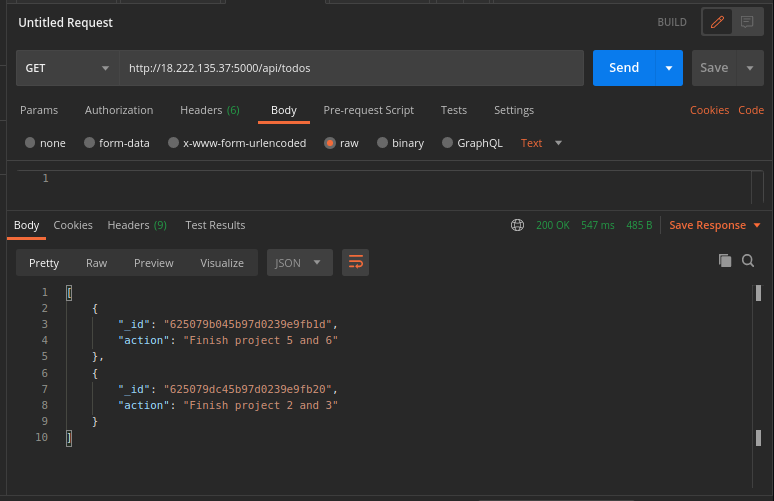 Untitled Request BUILD
GET http://18.222.135.37:5000/api/todos Send Save
Params Authorization Headers (6) Body Pre-request Script Tests Settings Cookies Code
none form-data x-www-form-urlencoded raw binary GraphQL Text
1
Body Cookies Headers (9) Test Results 200 OK 547 ms 485 B Save Response
Pretty Raw Preview Visualize JSON
1 [
2 {
3 "_id": "625079b045b97d0239e9fb1d",
4 "action": "Finish project 5 and 6"
5 },
6 {
7 "_id": "625079dc45b97d0239e9fb20",
8 "action": "Finish project 2 and 3"
9 }
10 ]